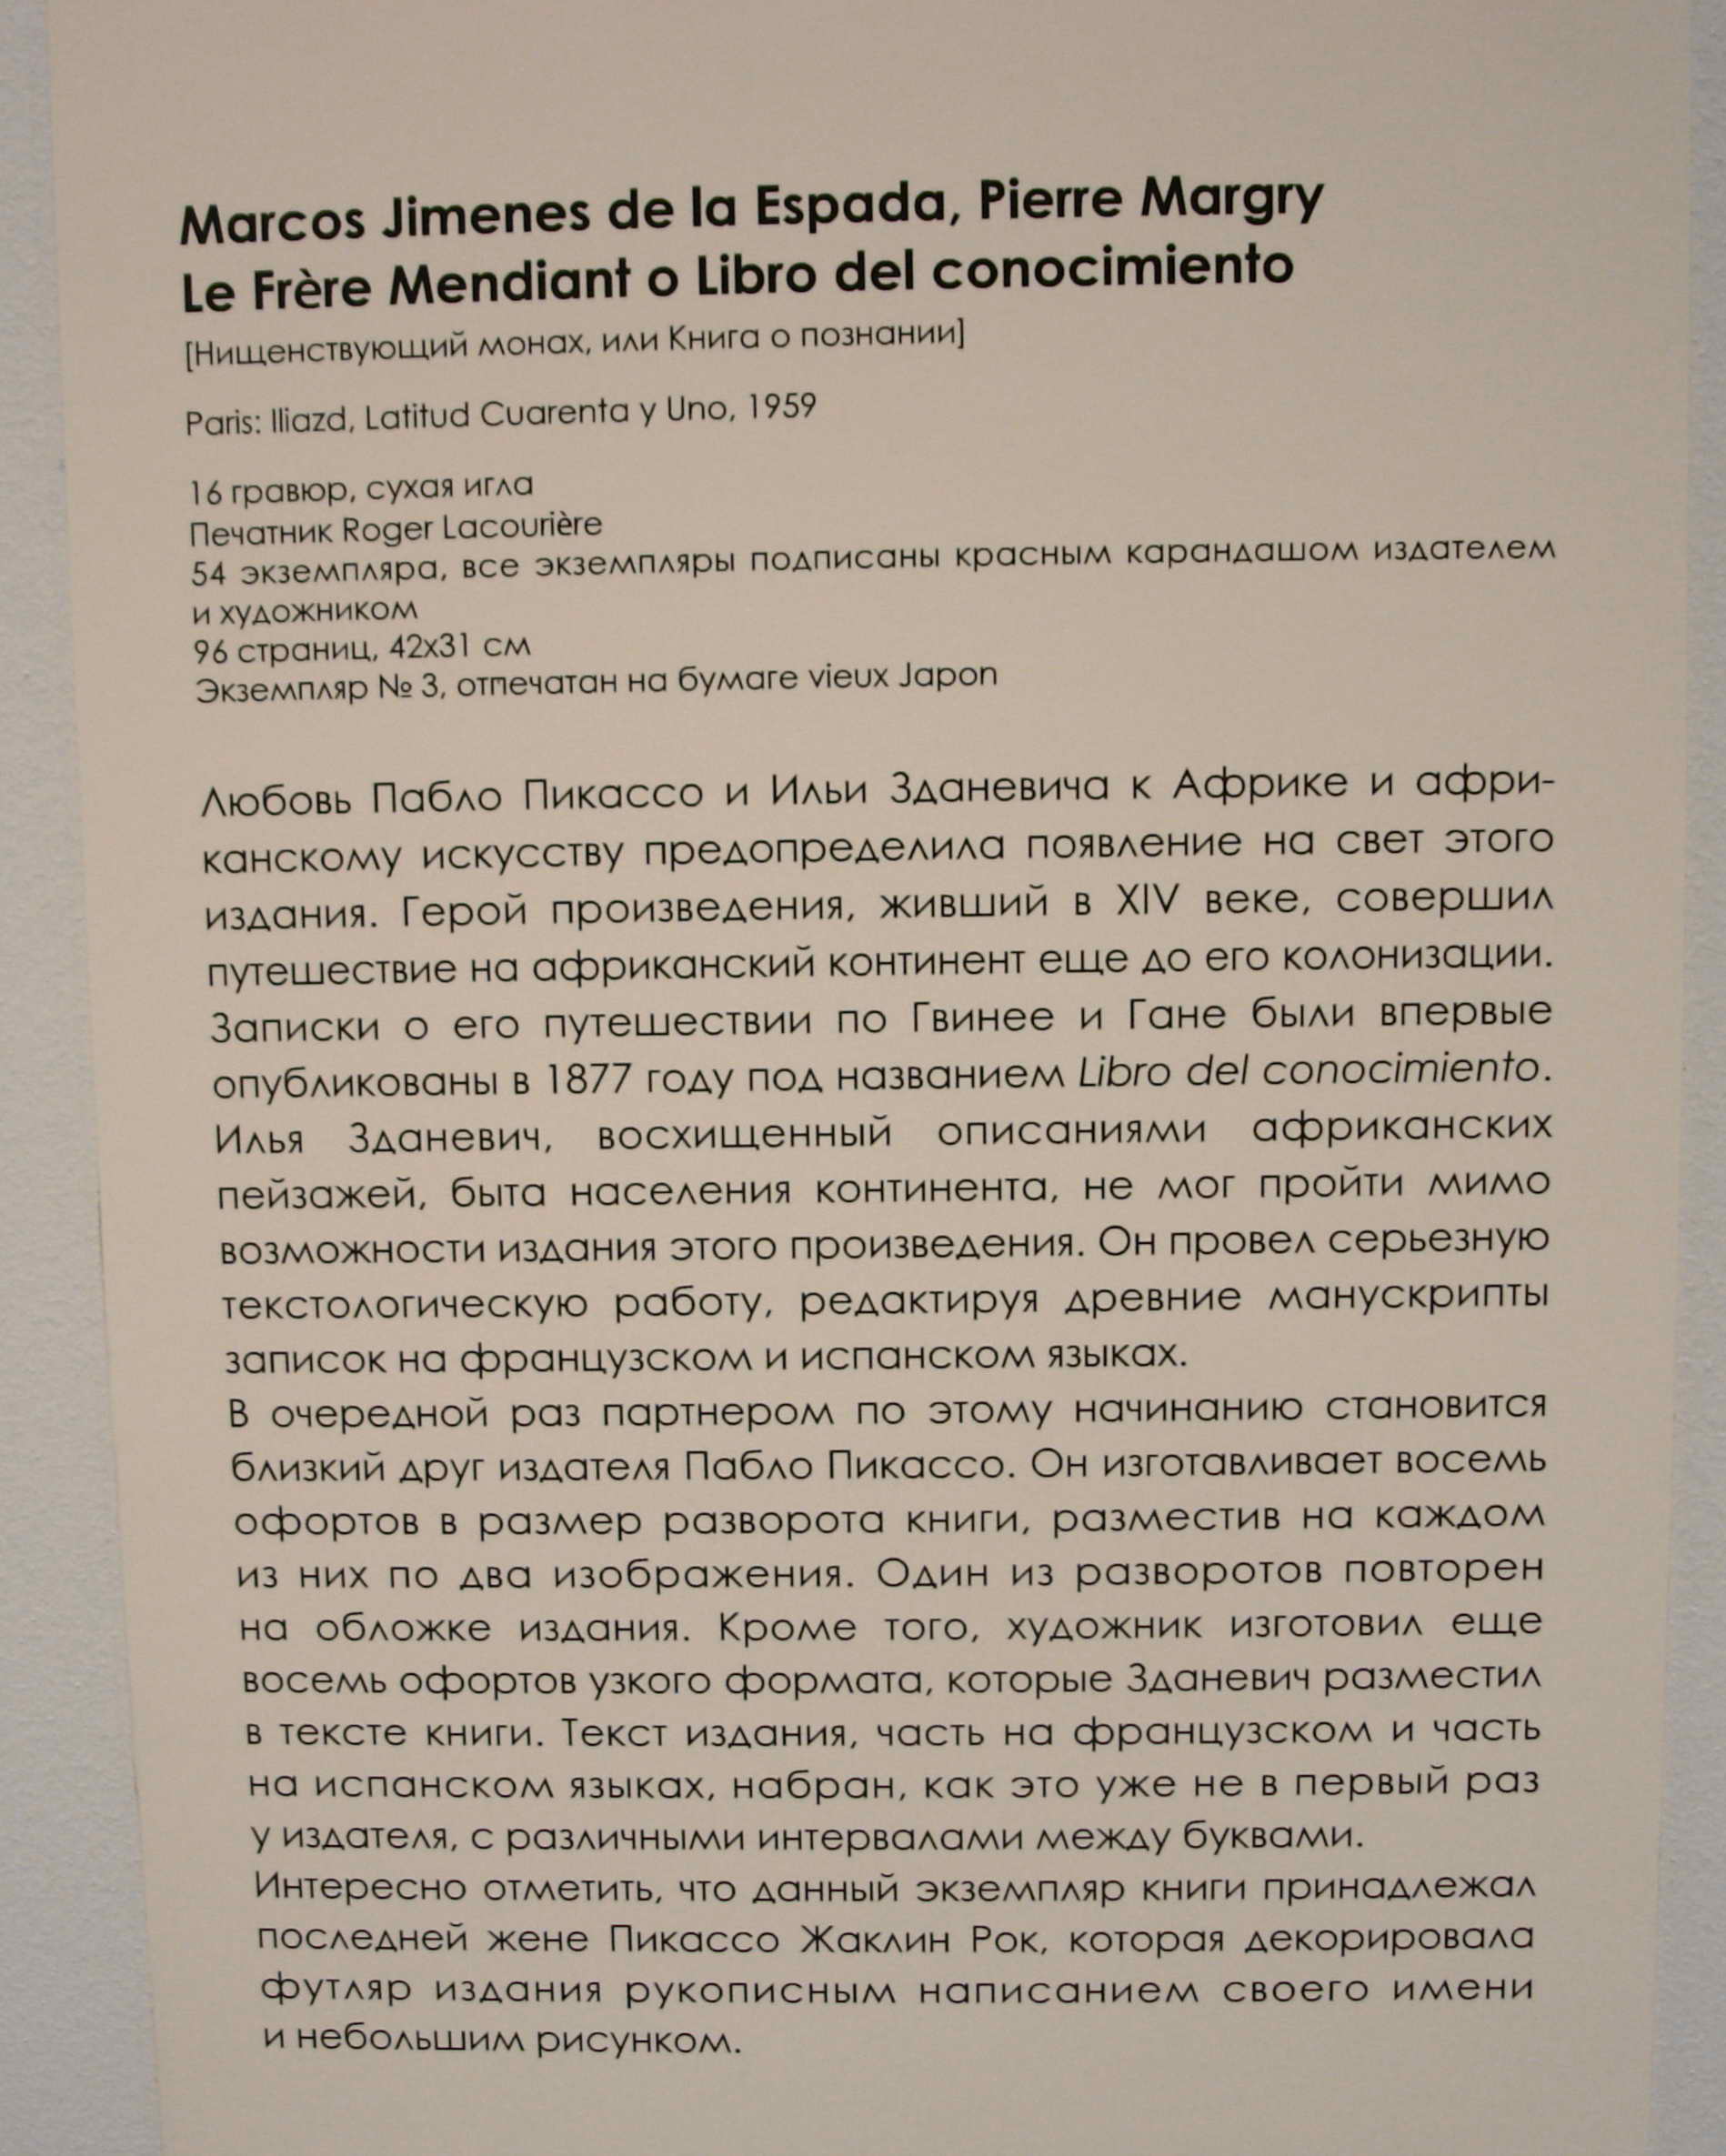 Marcos Jimenes de la Espada, Pierre Margry
Le Frère Mendiant o Libro del conocimiento
[Нищенствующий монах, или Книга о познании]
Paris: Iliazd, Latitud Cuarenta y Uno, 1959
16 гравюр, сухая игла
Печатник Roger Lacourière
54 экземпляра, все экземпляры подписаны красным карандашом издателем
и художником
96 страниц, 42x31 см
Экземпляр № 3, отпечатан на бумаге vieux Japon
Любовь Пабло Пикассо и Ильи Зданевича к Африке и афри-
канскому искусству предопределила появление на свет этого
издания. Герой произведения, живший в XIV веке, совершил
путешествие на африканский континент еще до его колонизации.
Записки о его путешествии по Гвинее и Гане были впервые
опубликованы в 1877 году под названием Libro del conocimiento.
Илья Зданевич, восхищенный описаниями африканских
пейзажей, быта населения континента, не мог пройти мимо
возможности издания этого произведения. Он провел серьезную
текстологическую работу, редактируя древние манускрипты
записок на французском и испанском языках.
В очередной раз партнером по этому начинанию становится
близкий друг издателя Пабло Пикассо. Он изготавливает восемь
офортов в размер разворота книги, разместив на каждом
из них по два изображения. Один из разворотов повторен
на обложке издания. Кроме того, художник изготовил еще
восемь офортов узкого формата, которые Зданевич разместил
в тексте книги. Текст издания, часть на французском и часть
на испанском языках, набран, как это уже не в первый раз
у издателя, с различными интервалами между буквами.
Интересно отметить, что данный экземпляр книги принадлежал
последней жене Пикассо Жаклин Рок, которая декорировала
футляр издания рукописным написанием своего имени
и небольшим рисунком.